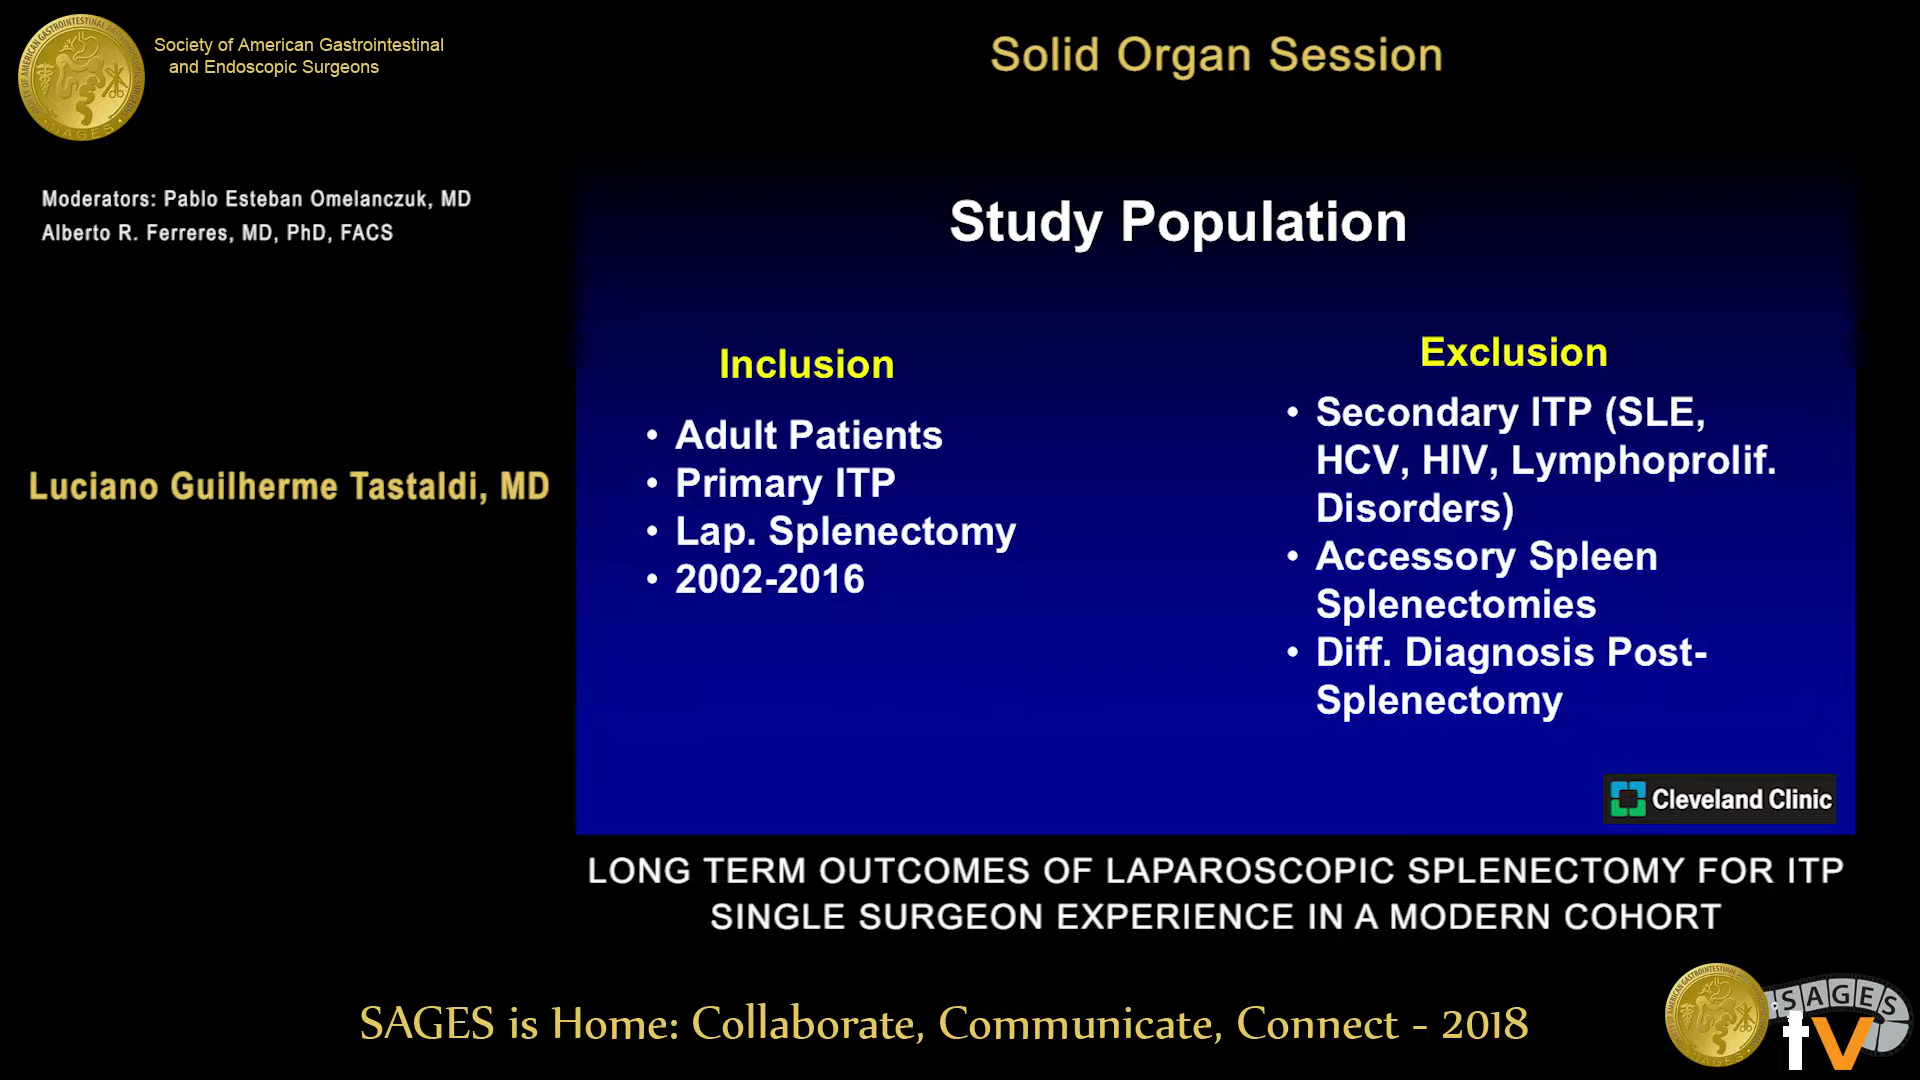 Society of American Gastrointestinal
and Endoscopic Surgeons
Solid Organ Session
Moderators: Pablo Esteban Omelanczuk, MD
Alberto R. Ferreres, MD, PhD, FACS
Luciano Guilherme Tastaldi, MD
Study Population
Inclusion
• Adult Patients
• Primary ITP
• Lap. Splenectomy
• 2002-2016
Exclusion
• Secondary ITP (SLE,
HCV, HIV, Lymphoprolif.
Disorders)
• Accessory Spleen
Splenectomies
• Diff. Diagnosis Post-
Splenectomy
Cleveland Clinic
LONG TERM OUTCOMES OF LAPAROSCOPIC SPLENECTOMY FOR ITP
SINGLE SURGEON EXPERIENCE IN A MODERN COHORT
SAGES is Home: Collaborate, Communicate, Connect - 2018
SAGES
tv